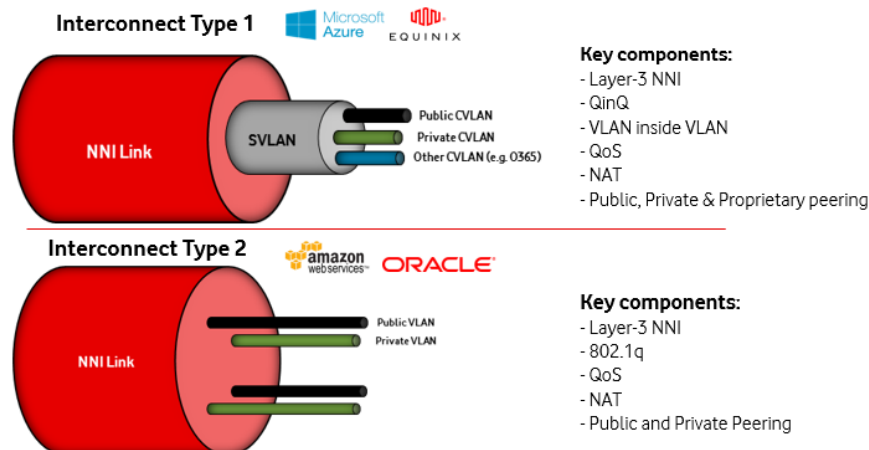 Interconnect Type 1
Microsoft
Azure
EQUINIX
Key components:
- Layer-3 NNI
- QinQ
- VLAN inside VLAN
- QoS
- NAT
- Public, Private & Proprietary peering
NNI Link
SVLAN
Public CVLAN
Private CVLAN
Other CVLAN (e.g. O365)
Interconnect Type 2
amazon
webservices™
ORACLE®
Key components:
- Layer-3 NNI
- 802.1q
- QoS
- NAT
- Public and Private Peering
NNI Link
Public VLAN
Private VLAN